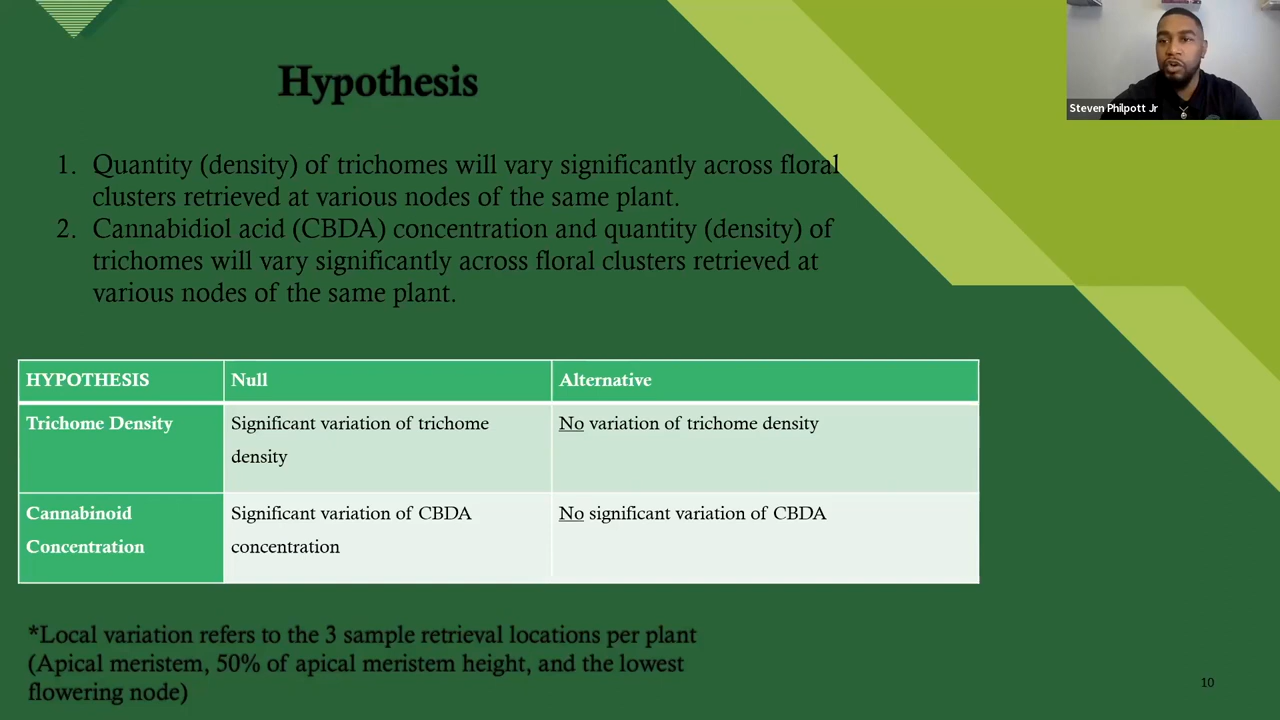 Hypothesis
Steven Philpott Jr
1. Quantity (density) of trichomes will vary significantly across floral
clusters retrieved at various nodes of the same plant.
2. Cannabidiol acid (CBDA) concentration and quantity (density) of
trichomes will vary significantly across floral clusters retrieved at
various nodes of the same plant.
HYPOTHESIS Null Alternative
Trichome Density Significant variation of trichome No variation of trichome density
density
Cannabinoid Significant variation of CBDA No significant variation of CBDA
Concentration concentration
*Local variation refers to the 3 sample retrieval locations per plant
(Apical meristem, 50% of apical meristem height, and the lowest
flowering node)
10